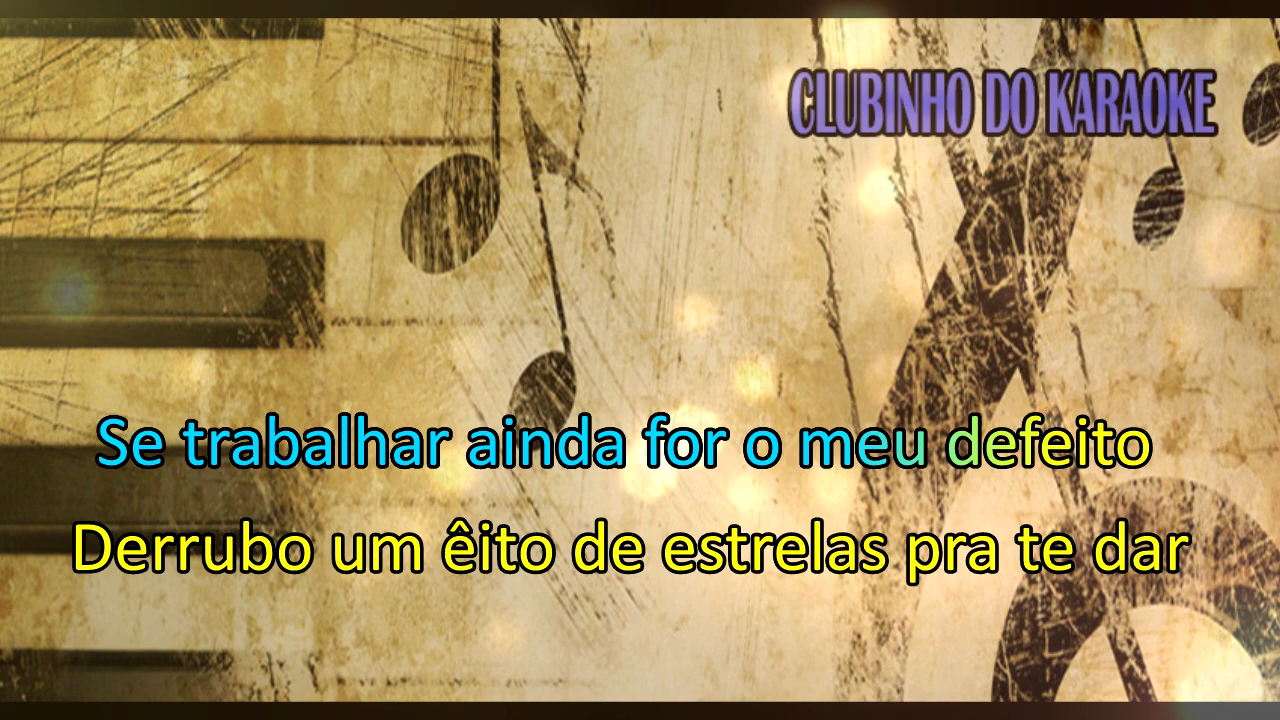 CLUBINHO DO KARAOKE
Se trabalhar ainda for o meu defeito
Derrubo um êito de estrelas pra te dar